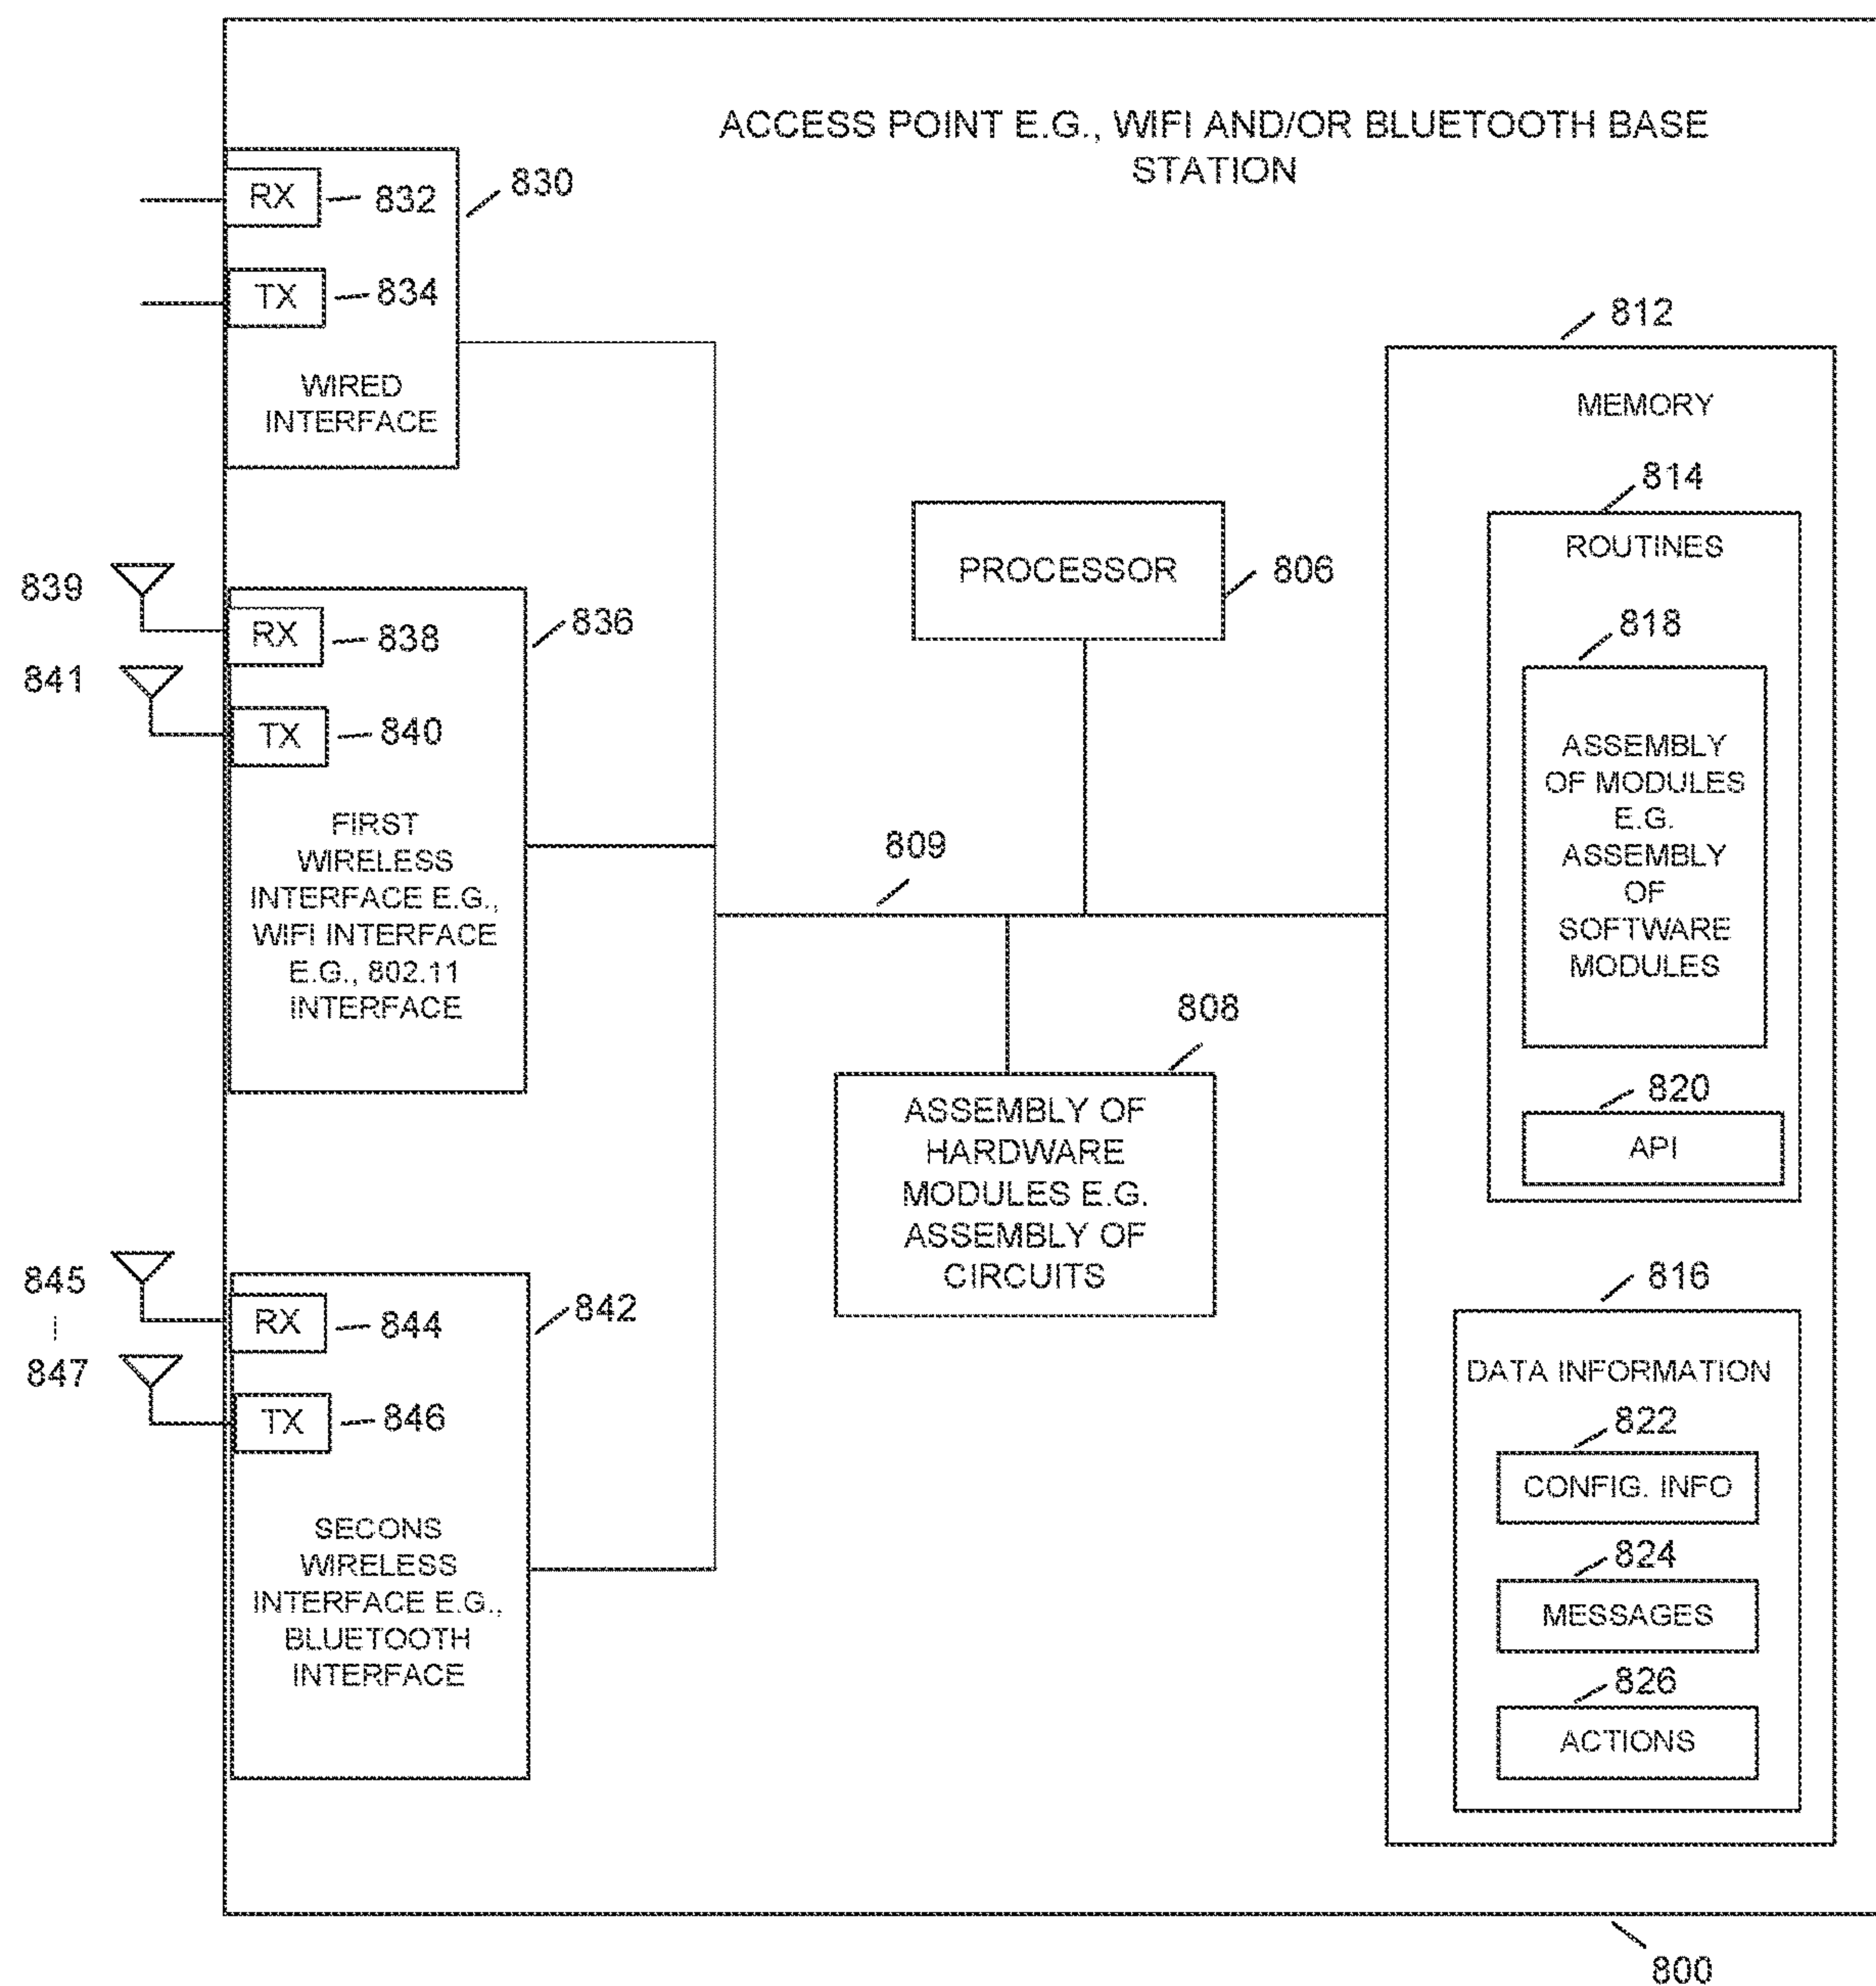 ACCESS POINT E.G., WIFI AND/OR BLUETOOTH BASE
STATION
830
RX
832
TX
834
WIRED
INTERFACE
839
841
836
RX
838
TX
840
FIRST
WIRELESS
INTERFACE E.G.,
WIFI INTERFACE
E.G., 802.11
INTERFACE
845
847
842
RX
844
TX
846
SECONS
WIRELESS
INTERFACE E.G.,
BLUETOOTH
INTERFACE
PROCESSOR
806
809
808
ASSEMBLY OF
HARDWARE
MODULES E.G.
ASSEMBLY OF
CIRCUITS
812
MEMORY
814
ROUTINES
818
ASSEMBLY
OF MODULES
E.G.
ASSEMBLY
OF
SOFTWARE
MODULES
820
API
816
DATA INFORMATION
822
CONFIG. INFO
824
MESSAGES
826
ACTIONS
800